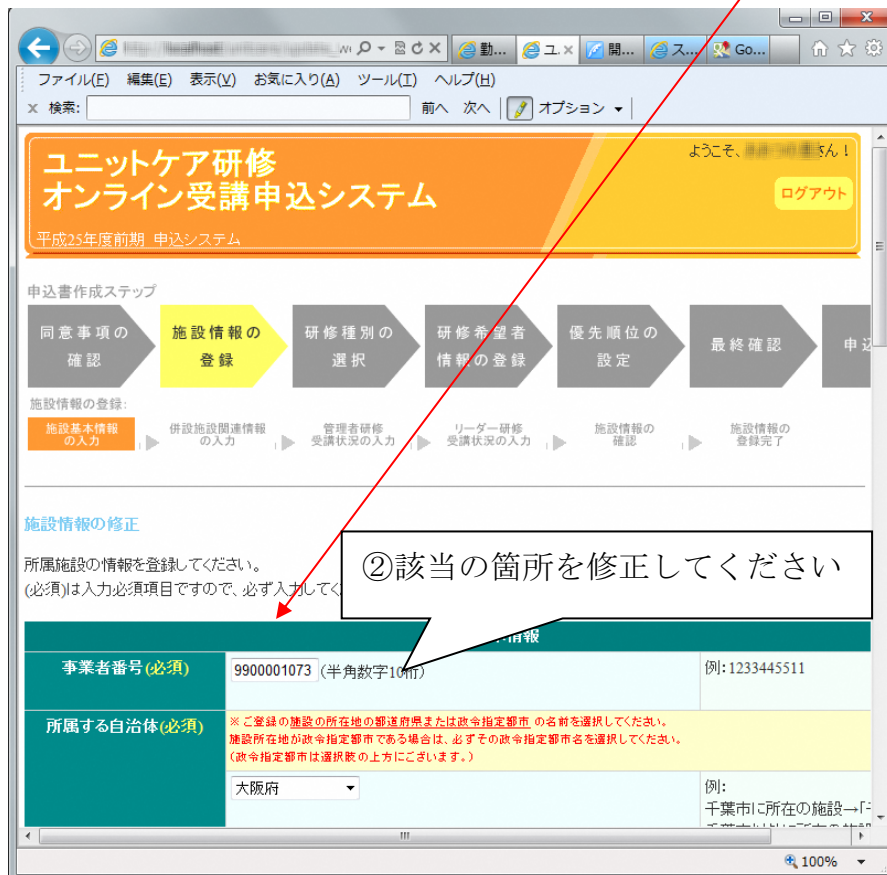 勤...
ユ.
開...
ス...
Go...
ファイル(F) 編集(E) 表示(V) お気に入り(A) ツール(T) ヘルプ(H)
x 検索: 前へ 次へ オプション
ユニットケア研修
オンライン受講申込システム
平成25年度前期 申込システム
ようこそ、
さん!
ログアウト
申込書作成ステップ
同意事項の
確認
施設情報の
登録
研修種別の
選択
研修希望者
情報の登録
優先順位の
設定
最終確認
申込
施設情報の登録:
施設基本情報
の入力
併設施設関連情報
の入力
管理者研修
受講状況の入力
リーダー研修
受講状況の入力
施設情報の
確認
施設情報の
登録完了
施設情報の修正
所属施設の情報を登録してください。
(必須)は入力必須項目ですので、必ず入力してく
②該当の箇所を修正してください
情報
事業者番号(必須)
9900001073 (半角数字10桁)
例:1233445511
所属する自治体(必須)
※ご登録の施設の所在地の都道府県または政令指定都市 の名前を選択してください。
施設所在地が政令指定都市である場合は、必ずその政令指定都市名を選択してください。
(政令指定都市は選択肢の上方にございます。)
大阪府
例:
千葉市に所在の施設→「
100%